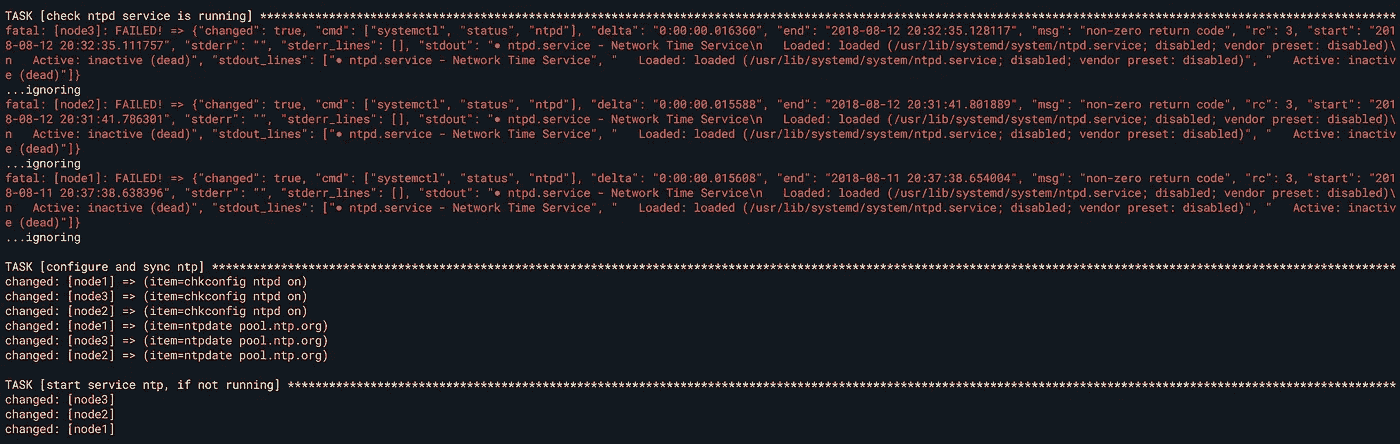 TASK [check ntpd service is running] ************************************************************************************************************************************************************************
fatal: [node3]: FAILED! => {"changed": true, "cmd": ["systemctl", "status", "ntpd"], "delta": "0:00:00.016360", "end": "2018-08-12 20:32:35.128117", "msg": "non-zero return code", "rc": 3, "start": "201
8-08-12 20:32:35.111757", "stderr": "", "stderr_lines": [], "stdout": "● ntpd.service - Network Time Service\n   Loaded: loaded (/usr/lib/systemd/system/ntpd.service; disabled; vendor preset: disabled)\
n   Active: inactive (dead)", "stdout_lines": ["● ntpd.service - Network Time Service", "   Loaded: loaded (/usr/lib/systemd/system/ntpd.service; disabled; vendor preset: disabled)", "   Active: inactiv
e (dead)"]}
...ignoring
fatal: [node2]: FAILED! => {"changed": true, "cmd": ["systemctl", "status", "ntpd"], "delta": "0:00:00.015588", "end": "2018-08-12 20:31:41.801889", "msg": "non-zero return code", "rc": 3, "start": "201
8-08-12 20:31:41.786301", "stderr": "", "stderr_lines": [], "stdout": "● ntpd.service - Network Time Service\n   Loaded: loaded (/usr/lib/systemd/system/ntpd.service; disabled; vendor preset: disabled)\
n   Active: inactive (dead)", "stdout_lines": ["● ntpd.service - Network Time Service", "   Loaded: loaded (/usr/lib/systemd/system/ntpd.service; disabled; vendor preset: disabled)", "   Active: inactiv
e (dead)"]}
...ignoring
fatal: [node1]: FAILED! => {"changed": true, "cmd": ["systemctl", "status", "ntpd"], "delta": "0:00:00.015608", "end": "2018-08-11 20:37:38.654004", "msg": "non-zero return code", "rc": 3, "start": "201
8-08-11 20:37:38.638396", "stderr": "", "stderr_lines": [], "stdout": "● ntpd.service - Network Time Service\n   Loaded: loaded (/usr/lib/systemd/system/ntpd.service; disabled; vendor preset: disabled)\
n   Active: inactive (dead)", "stdout_lines": ["● ntpd.service - Network Time Service", "   Loaded: loaded (/usr/lib/systemd/system/ntpd.service; disabled; vendor preset: disabled)", "   Active: inactiv
e (dead)"]}
...ignoring
TASK [configure and sync ntp] *******************************************************************************************************************************************************************************
changed: [node1] => (item=chkconfig ntpd on)
changed: [node3] => (item=chkconfig ntpd on)
changed: [node2] => (item=chkconfig ntpd on)
changed: [node1] => (item=ntpdate pool.ntp.org)
changed: [node3] => (item=ntpdate pool.ntp.org)
changed: [node2] => (item=ntpdate pool.ntp.org)
TASK [start service ntp, if not running] ********************************************************************************************************************************************************************
changed: [node3]
changed: [node2]
changed: [node1]